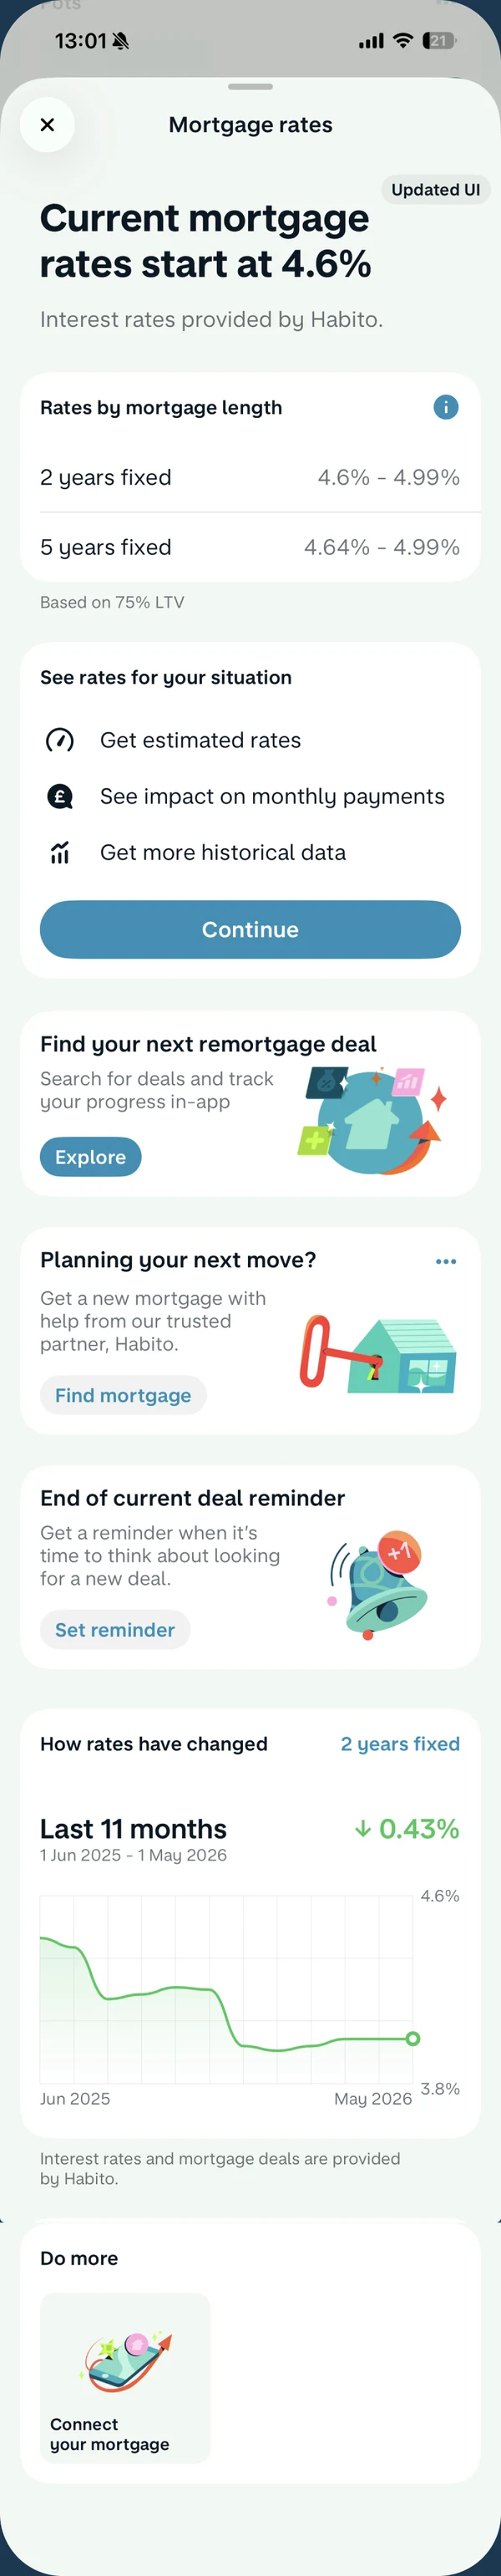 Pots
13:01
21
Mortgage rates
Updated UI
Current mortgage
rates start at 4.6%
Interest rates provided by Habito.
Rates by mortgage length
2 years fixed 4.6% - 4.99%
5 years fixed 4.64% - 4.99%
Based on 75% LTV
See rates for your situation
Get estimated rates
£ See impact on monthly payments
Get more historical data
Continue
Find your next remortgage deal
Search for deals and track
your progress in-app
Explore
Planning your next move?
Get a new mortgage with
help from our trusted
partner, Habito.
Find mortgage
End of current deal reminder
Get a reminder when it's
time to think about looking
for a new deal.
+1
Set reminder
How rates have changed 2 years fixed
Last 11 months ↓ 0.43%
1 Jun 2025 - 1 May 2026
4.6%
3.8%
Jun 2025 May 2026
Interest rates and mortgage deals are provided
by Habito.
Do more
Connect
your mortgage